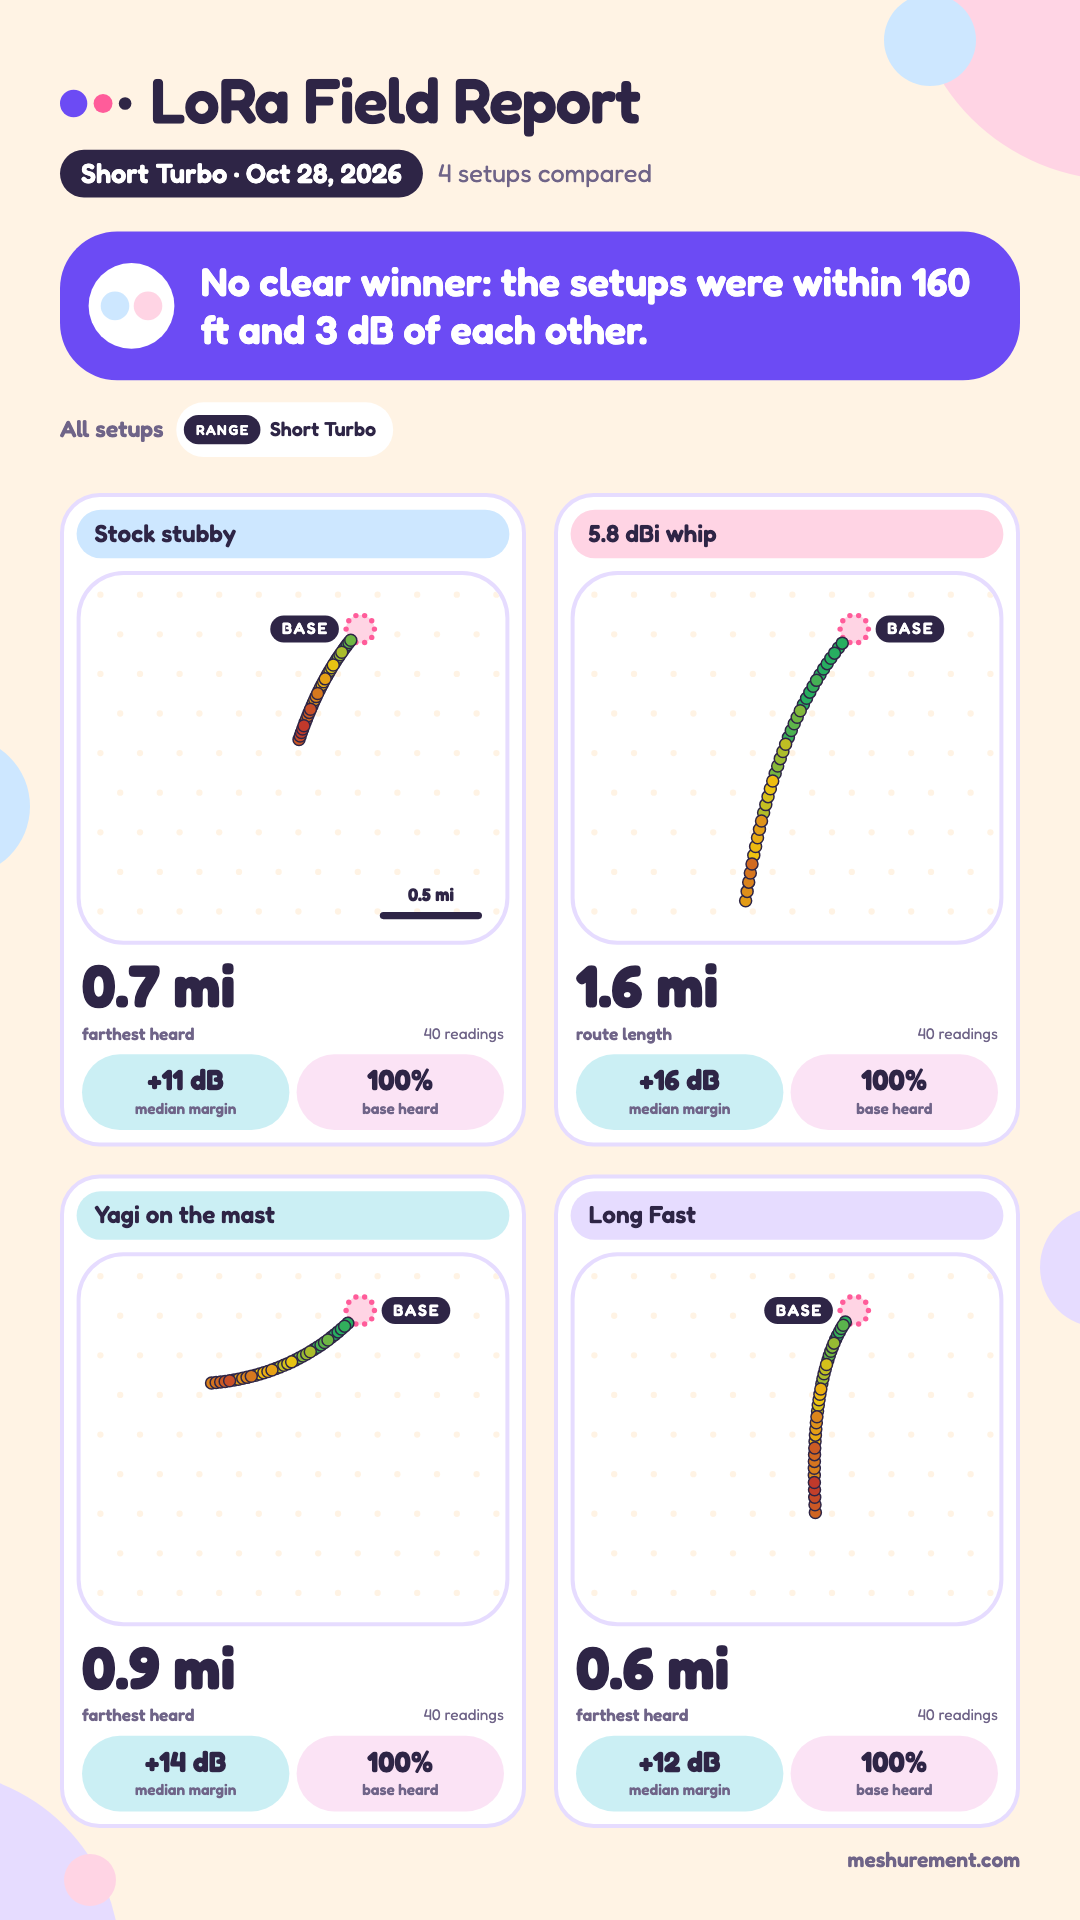 LoRa Field Report
Short Turbo · Oct 28, 2026 4 setups compared
No clear winner: the setups were within 160
ft and 3 dB of each other.
All setups RANGE Short Turbo
Stock stubby
BASE
0.5 mi
0.7 mi
farthest heard 40 readings
+11 dB
median margin
100%
base heard
5.8 dBi whip
BASE
1.6 mi
route length 40 readings
+16 dB
median margin
100%
base heard
Yagi on the mast
BASE
0.9 mi
farthest heard 40 readings
+14 dB
median margin
100%
base heard
Long Fast
BASE
0.6 mi
farthest heard 40 readings
+12 dB
median margin
100%
base heard
meshurement.com